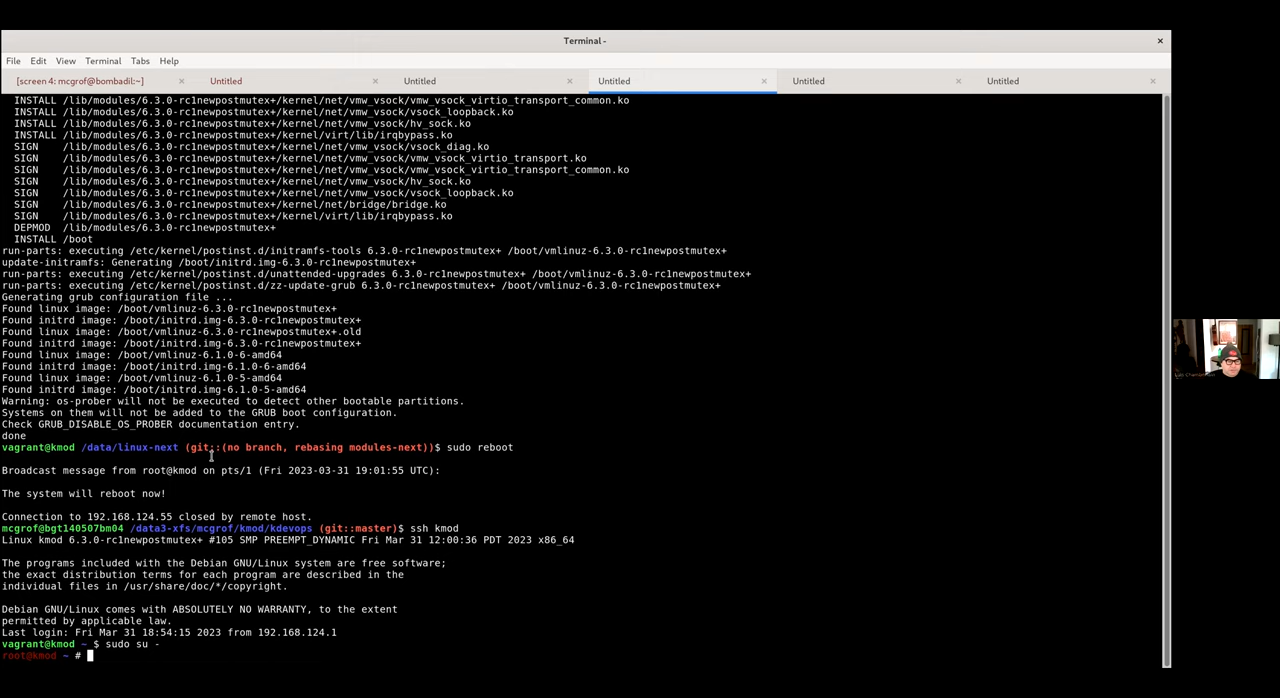 Terminal -
File Edit View Terminal Tabs Help
[screen 4: mcgrof@bombadil:~] Untitled Untitled Untitled Untitled Untitled
INSTALL /lib/modules/6.3.0-rc1newpostmutex+/kernel/net/vmw_vsock/vmw_vsock_virtio_transport_common.ko
INSTALL /lib/modules/6.3.0-rc1newpostmutex+/kernel/net/vmw_vsock/vsock_loopback.ko
INSTALL /lib/modules/6.3.0-rc1newpostmutex+/kernel/net/vmw_vsock/hv_sock.ko
INSTALL /lib/modules/6.3.0-rc1newpostmutex+/kernel/virt/lib/irqbypass.ko
SIGN /lib/modules/6.3.0-rc1newpostmutex+/kernel/net/vmw_vsock/vsock_diag.ko
SIGN /lib/modules/6.3.0-rc1newpostmutex+/kernel/net/vmw_vsock/vmw_vsock_virtio_transport.ko
SIGN /lib/modules/6.3.0-rc1newpostmutex+/kernel/net/vmw_vsock/vmw_vsock_virtio_transport_common.ko
SIGN /lib/modules/6.3.0-rc1newpostmutex+/kernel/net/vmw_vsock/hv_sock.ko
SIGN /lib/modules/6.3.0-rc1newpostmutex+/kernel/net/vmw_vsock/vsock_loopback.ko
SIGN /lib/modules/6.3.0-rc1newpostmutex+/kernel/net/bridge/bridge.ko
SIGN /lib/modules/6.3.0-rc1newpostmutex+/kernel/virt/lib/irqbypass.ko
DEPMOD /lib/modules/6.3.0-rc1newpostmutex+
INSTALL /boot
run-parts: executing /etc/kernel/postinst.d/initramfs-tools 6.3.0-rc1newpostmutex+ /boot/vmlinuz-6.3.0-rc1newpostmutex+
update-initramfs: Generating /boot/initrd.img-6.3.0-rc1newpostmutex+
run-parts: executing /etc/kernel/postinst.d/unattended-upgrades 6.3.0-rc1newpostmutex+ /boot/vmlinuz-6.3.0-rc1newpostmutex+
run-parts: executing /etc/kernel/postinst.d/zz-update-grub 6.3.0-rc1newpostmutex+ /boot/vmlinuz-6.3.0-rc1newpostmutex+
Generating grub configuration file ...
Found linux image: /boot/vmlinuz-6.3.0-rc1newpostmutex+
Found initrd image: /boot/initrd.img-6.3.0-rc1newpostmutex+
Found linux image: /boot/vmlinuz-6.3.0-rc1newpostmutex+.old
Found initrd image: /boot/initrd.img-6.3.0-rc1newpostmutex+
Found linux image: /boot/vmlinuz-6.1.0-6-amd64
Found initrd image: /boot/initrd.img-6.1.0-6-amd64
Found linux image: /boot/vmlinuz-6.1.0-5-amd64
Found initrd image: /boot/initrd.img-6.1.0-5-amd64
Warning: os-prober will not be executed to detect other bootable partitions.
Systems on them will not be added to the GRUB boot configuration.
Check GRUB_DISABLE_OS_PROBER documentation entry.
done
vagrant@kmod /data/linux-next (git::(no branch, rebasing modules-next))$ sudo reboot
Broadcast message from root@kmod on pts/1 (Fri 2023-03-31 19:01:55 UTC):
The system will reboot now!
Connection to 192.168.124.55 closed by remote host.
mcgrof@bgt140507bm04 /data3-xfs/mcgrof/kmod/kdevops (git::master)$ ssh kmod
Linux kmod 6.3.0-rc1newpostmutex+ #105 SMP PREEMPT_DYNAMIC Fri Mar 31 12:00:36 PDT 2023 x86_64
The programs included with the Debian GNU/Linux system are free software;
the exact distribution terms for each program are described in the
individual files in /usr/share/doc/*/copyright.
Debian GNU/Linux comes with ABSOLUTELY NO WARRANTY, to the extent
permitted by applicable law.
Last login: Fri Mar 31 18:54:15 2023 from 192.168.124.1
vagrant@kmod ~ $ sudo su -
root@kmod ~ #